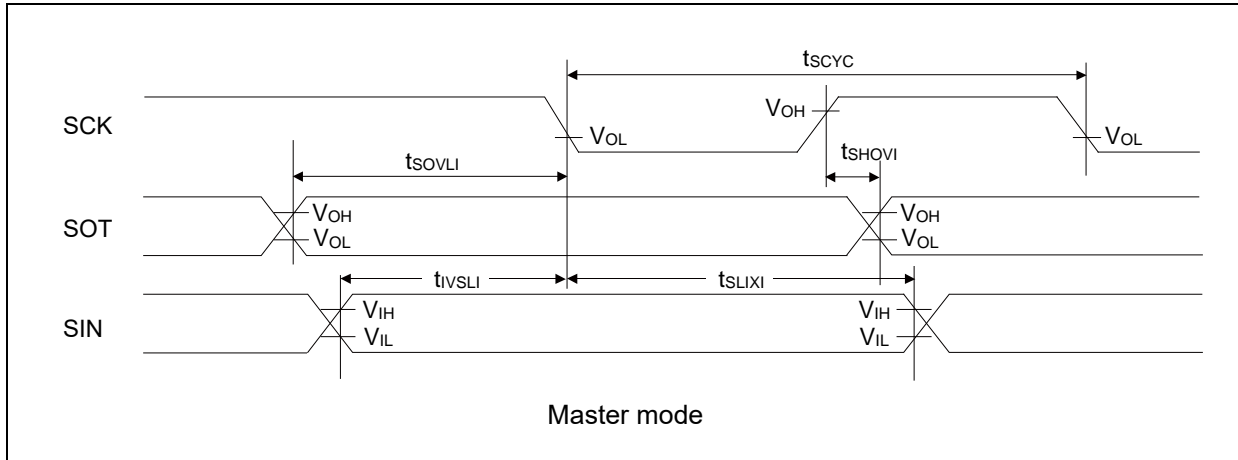 tSCYC
SCK
VOH
VOL
VOL
tSHOVI
tSOVLI
SOT
VOH
VOL
VOH
VOL
tIVSLI
tSLIXI
SIN
VIH
VIL
VIH
VIL
Master mode